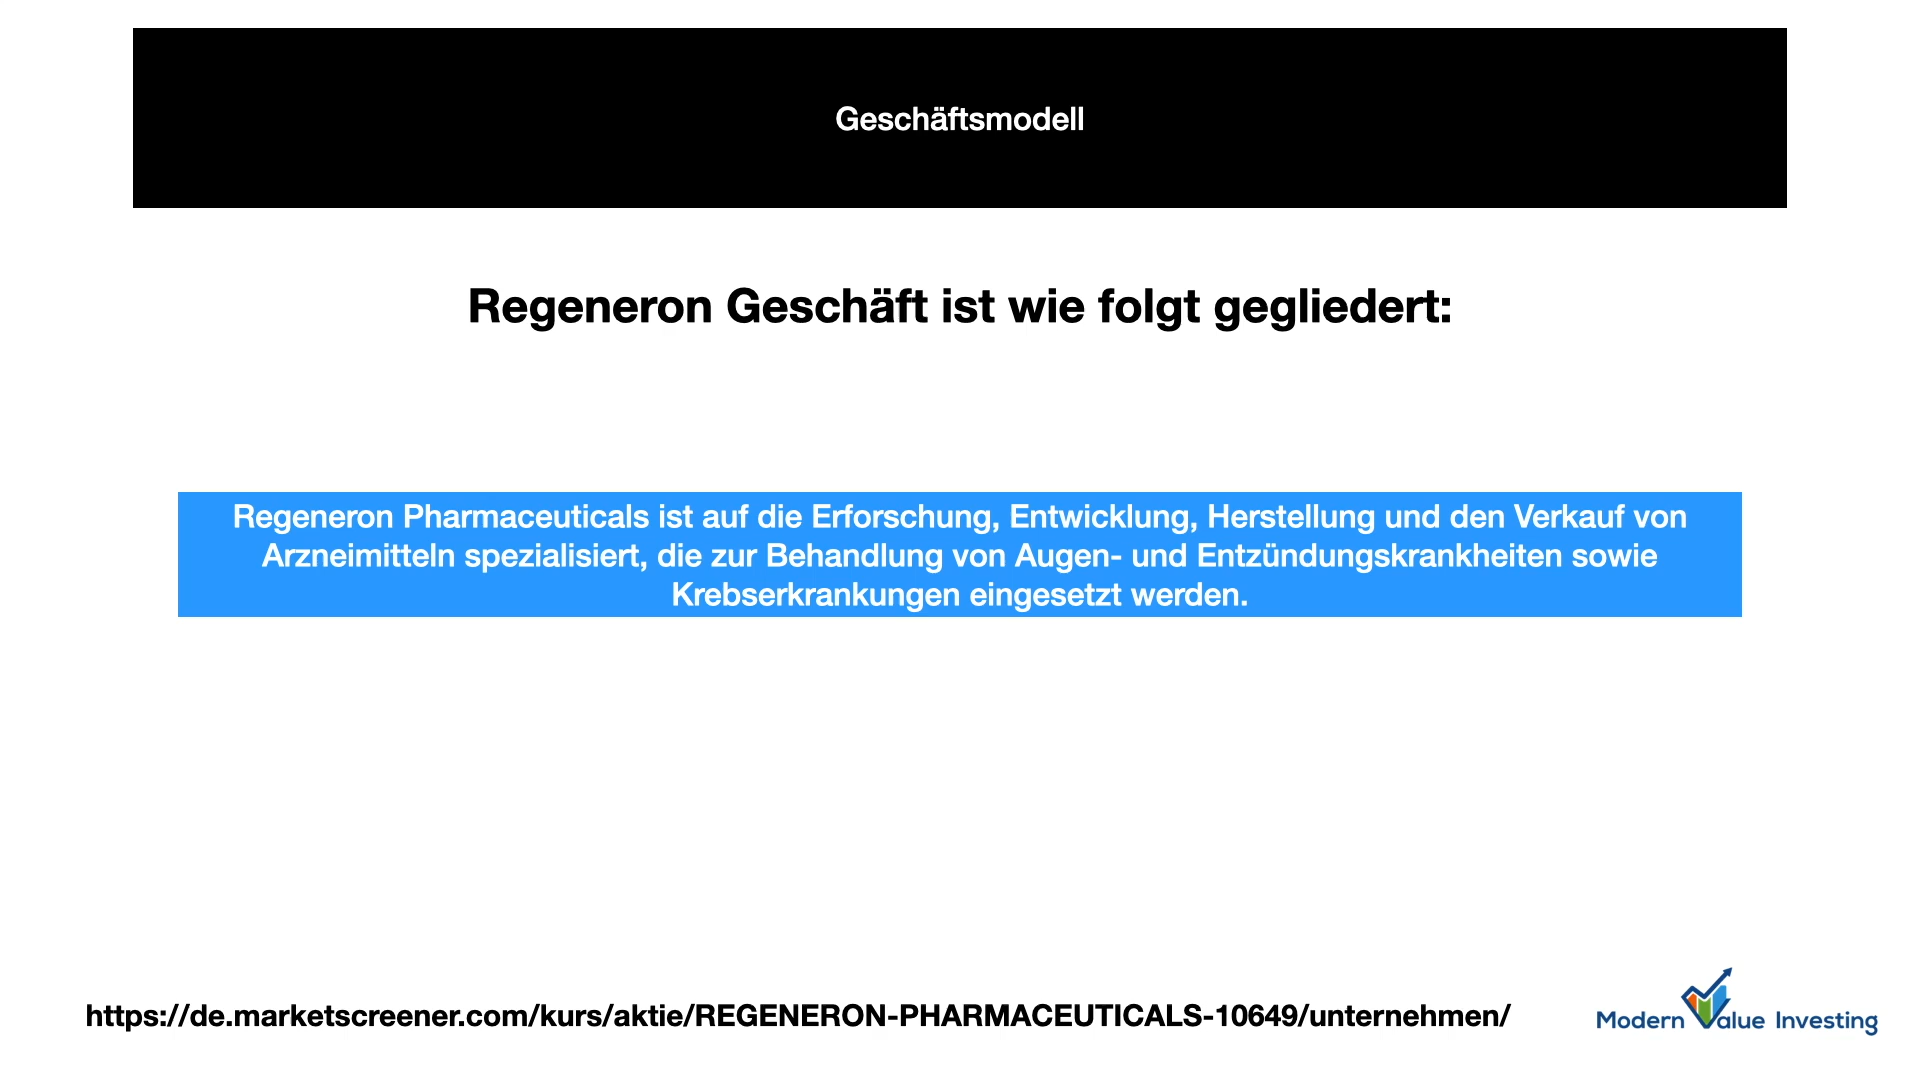 Geschäftsmodell
Regeneron Geschäft ist wie folgt gegliedert:
Regeneron Pharmaceuticals ist auf die Erforschung, Entwicklung, Herstellung und den Verkauf von
Arzneimitteln spezialisiert, die zur Behandlung von Augen- und Entzündungskrankheiten sowie
Krebserkrankungen eingesetzt werden.
https://de.marketscreener.com/kurs/aktie/REGENERON-PHARMACEUTICALS-10649/unternehmen/
Modern Value Investing